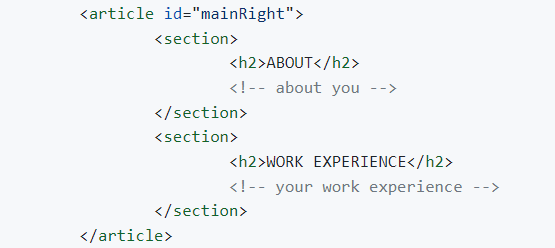 <article id="mainRight">
<section>
<h2>ABOUT</h2>
<!-- about you -->
</section>
<section>
<h2>WORK EXPERIENCE</h2>
<!-- your work experience -->
</section>
</article>